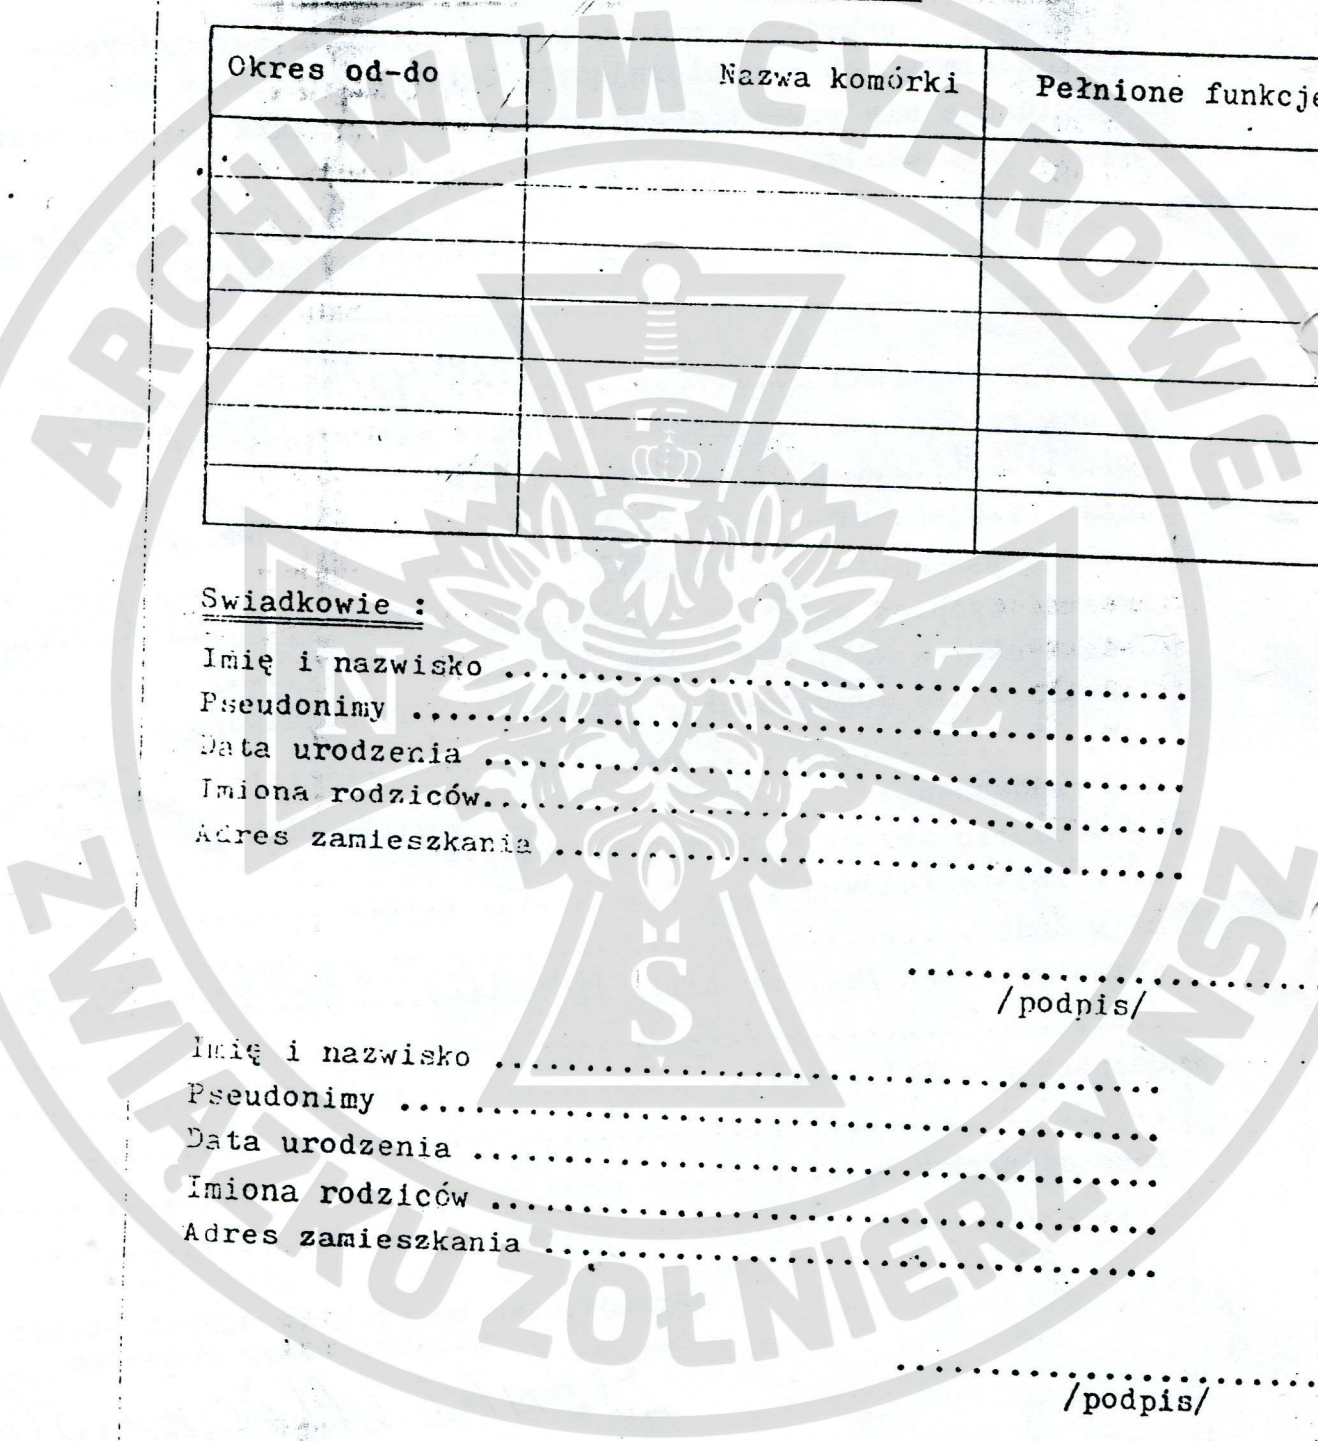 Okres od-do Nazwa komórki Pełnione funkcje
Swiadkowie :
Imię i nazwisko ....................................
Pseudonimy ..........................................
Data urodzenia ......................................
Imiona rodziców......................................
Adres zamieszkania ..................................
........................
/podpis/
Imię i nazwisko ....................................
Pseudonimy ..........................................
Data urodzenia ......................................
Imiona rodziców .....................................
Adres zamieszkania ..................................
........................
/podpis/
ARCHIWUM CYFROWE
ZWIĄZKU ŻOŁNIERZY NSZ
N Z
S